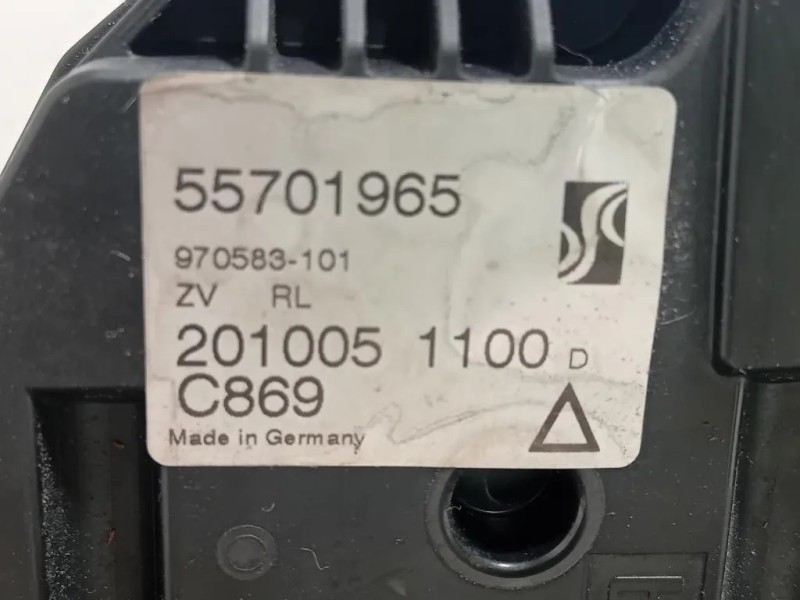 55701965
970583-101
ZV RL
201005 1100 D
C869
Made in Germany